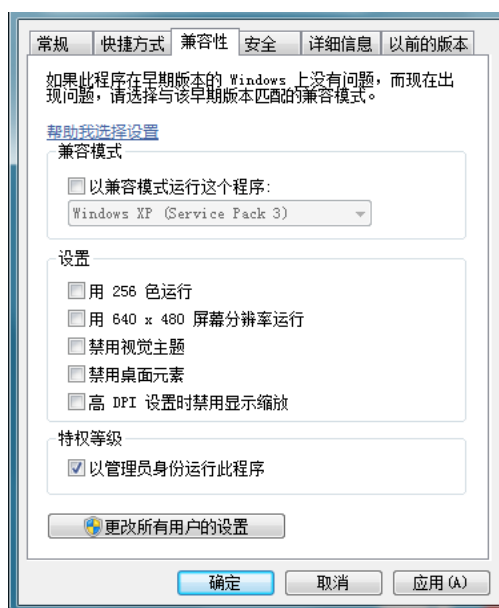 常规 快捷方式 兼容性 安全 详细信息 以前的版本
如果此程序在早期版本的 Windows 上没有问题，而现在出
现问题，请选择与该早期版本匹配的兼容模式。
帮助我选择设置
兼容模式
以兼容模式运行这个程序:
Windows XP (Service Pack 3)
设置
用 256 色运行
用 640 x 480 屏幕分辨率运行
禁用视觉主题
禁用桌面元素
高 DPI 设置时禁用显示缩放
特权等级
以管理员身份运行此程序
更改所有用户的设置
确定 取消 应用(A)